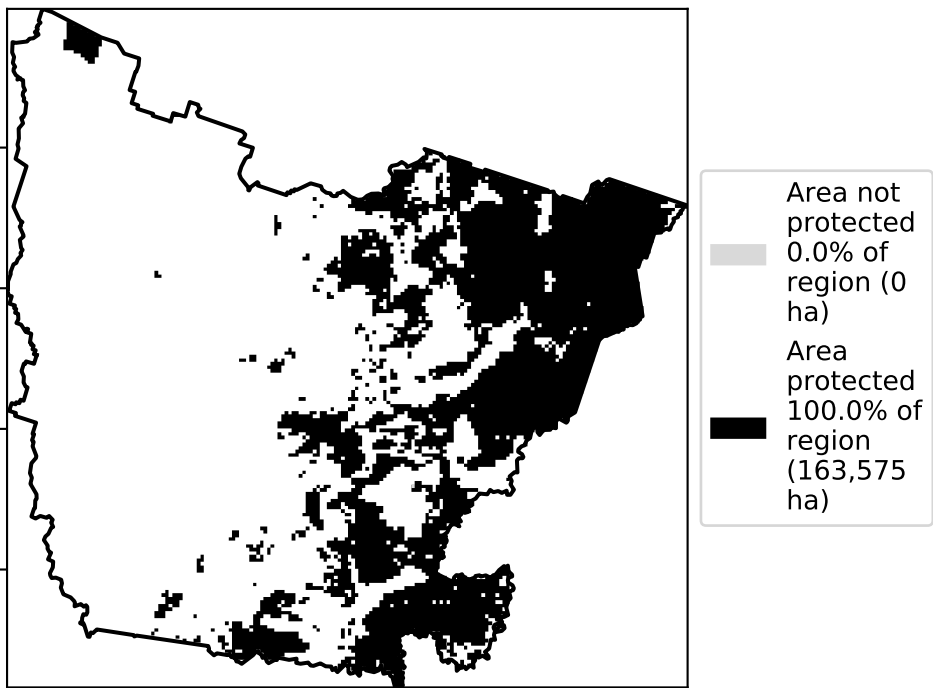 Area not
protected
0.0% of
region (0
ha)
Area
protected
100.0% of
region
(163,575
ha)